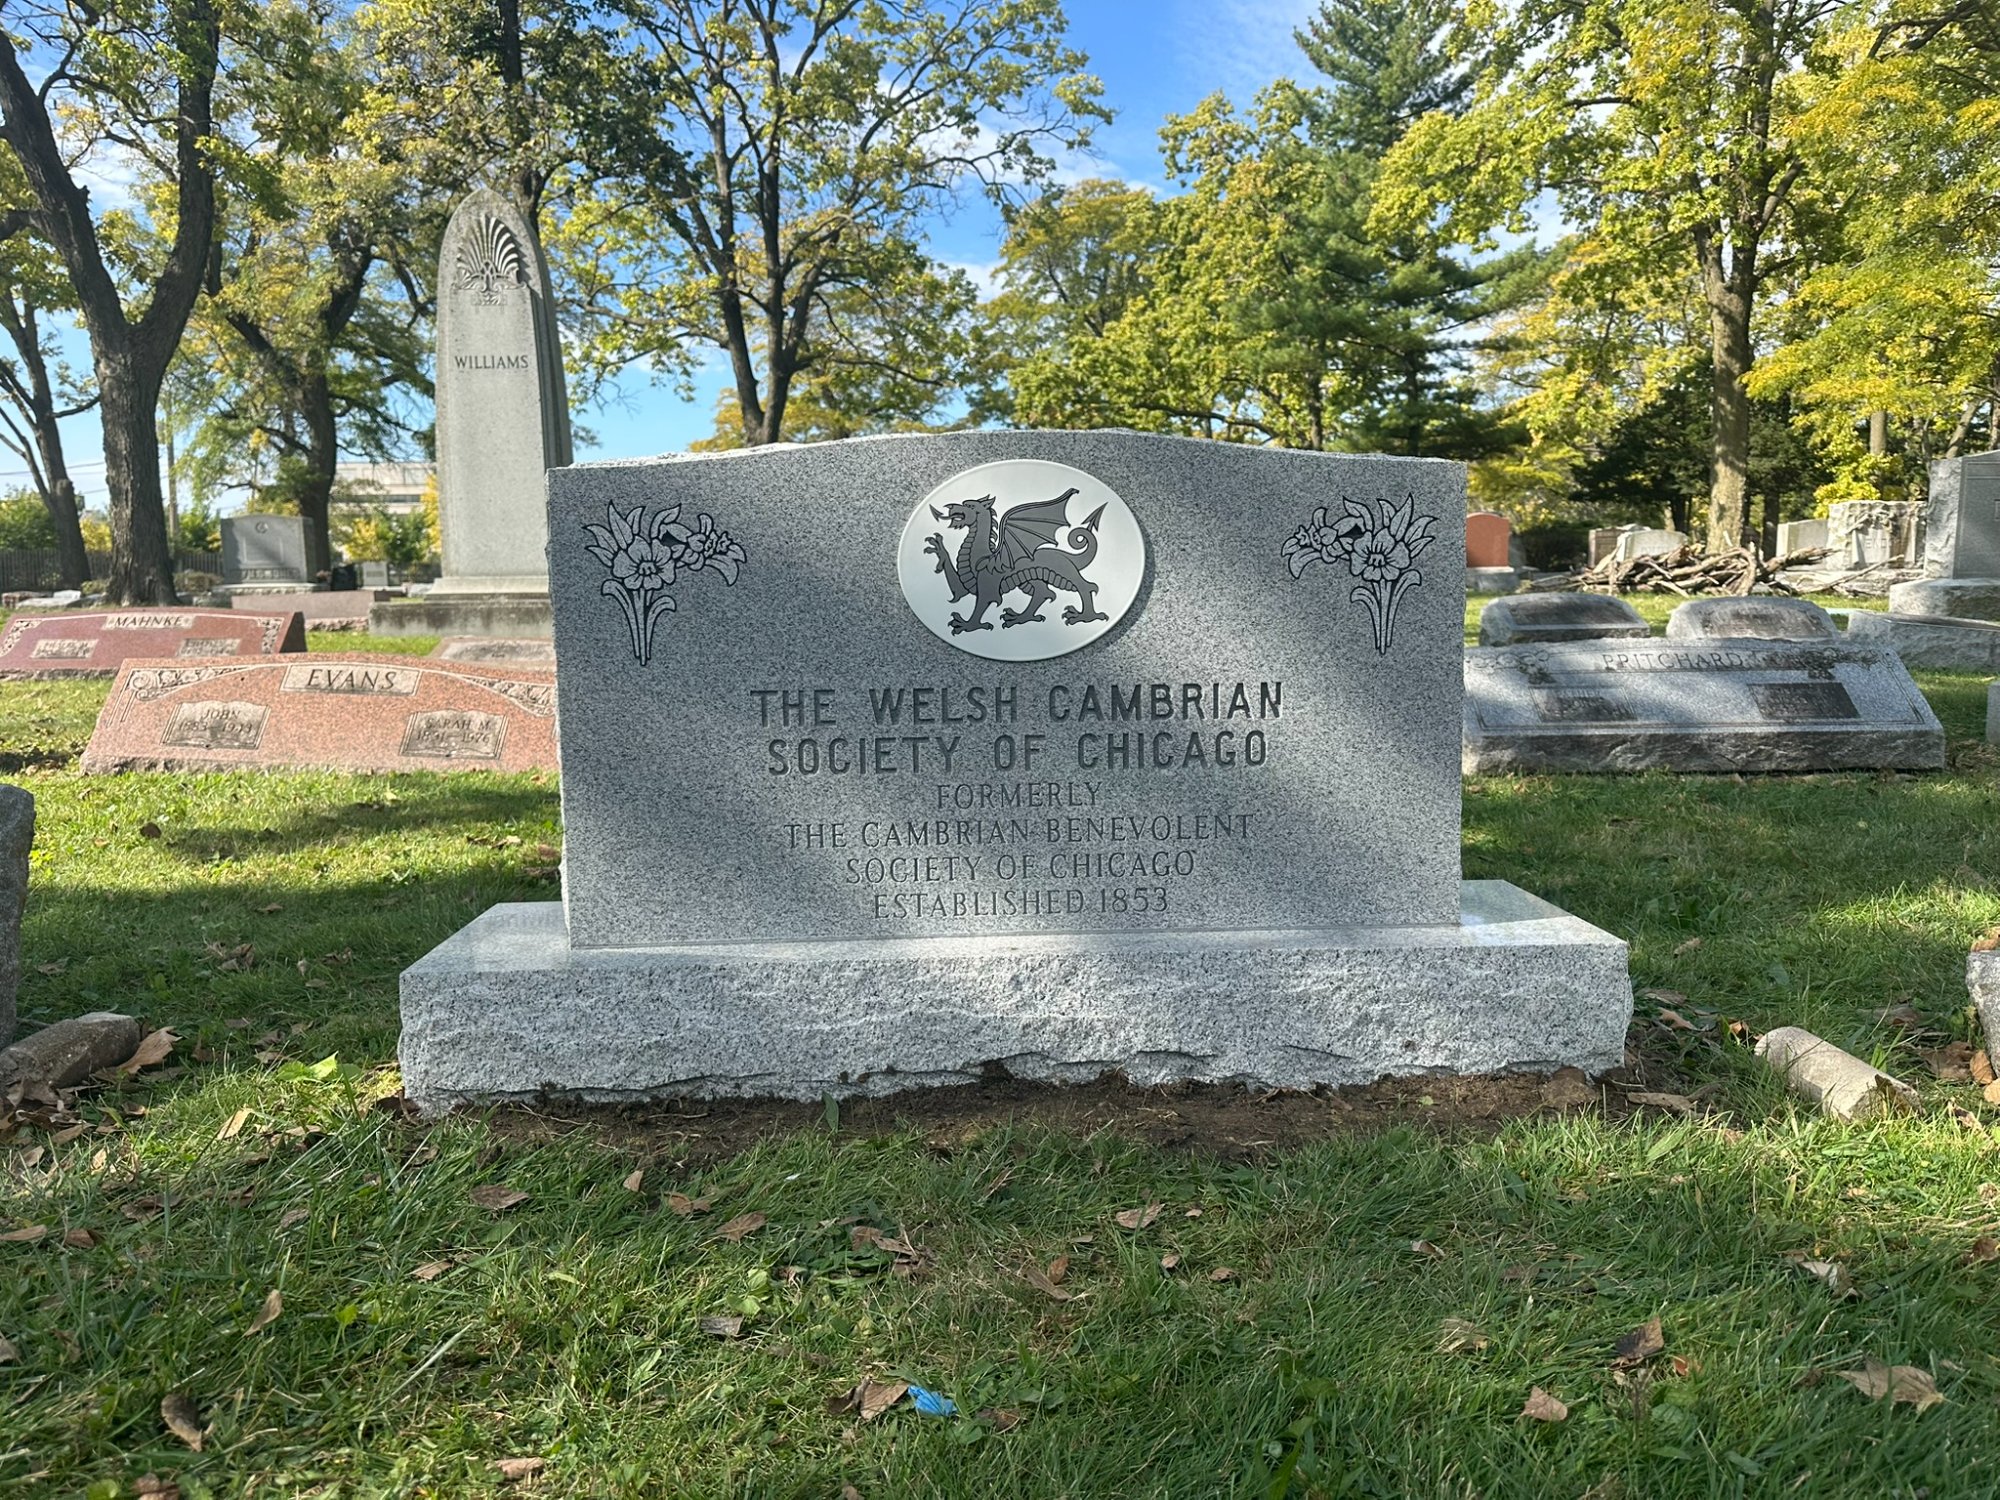 WILLIAMS
MAHNKE
EVANS
JOHN
SARAH M.
PRITCHARD
THE WELSH CAMBRIAN
SOCIETY OF CHICAGO
FORMERLY
THE CAMBRIAN BENEVOLENT
SOCIETY OF CHICAGO
ESTABLISHED 1853